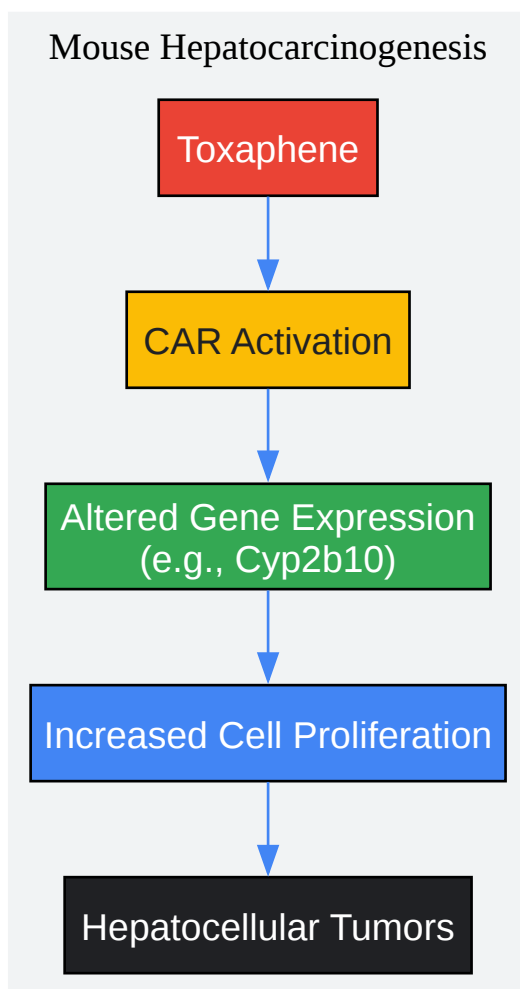 Mouse Hepatocarcinogenesis
Toxaphene
CAR Activation
Altered Gene Expression
(e.g., Cyp2b10)
Increased Cell Proliferation
Hepatocellular Tumors